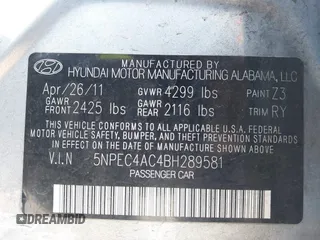 MANUFACTURED BY
HYUNDAI MOTOR MANUFACTURING ALABAMA, LLC
Apr/26/11 GVWR 4299 lbs PAINT Z3
GAWR FRONT 2425 lbs GAWR REAR 2116 lbs TRIM RY
THIS VEHICLE CONFORMS TO ALL APPLICABLE U.S.A. FEDERAL
MOTOR VEHICLE SAFETY, BUMPER, AND THEFT PREVENTION STANDARDS
IN EFFECT ON THE DATE OF MANUFACTURE SHOWN ABOVE.
V.I.N 5NPEC4AC4BH289581
PASSENGER CAR
DREAMBID